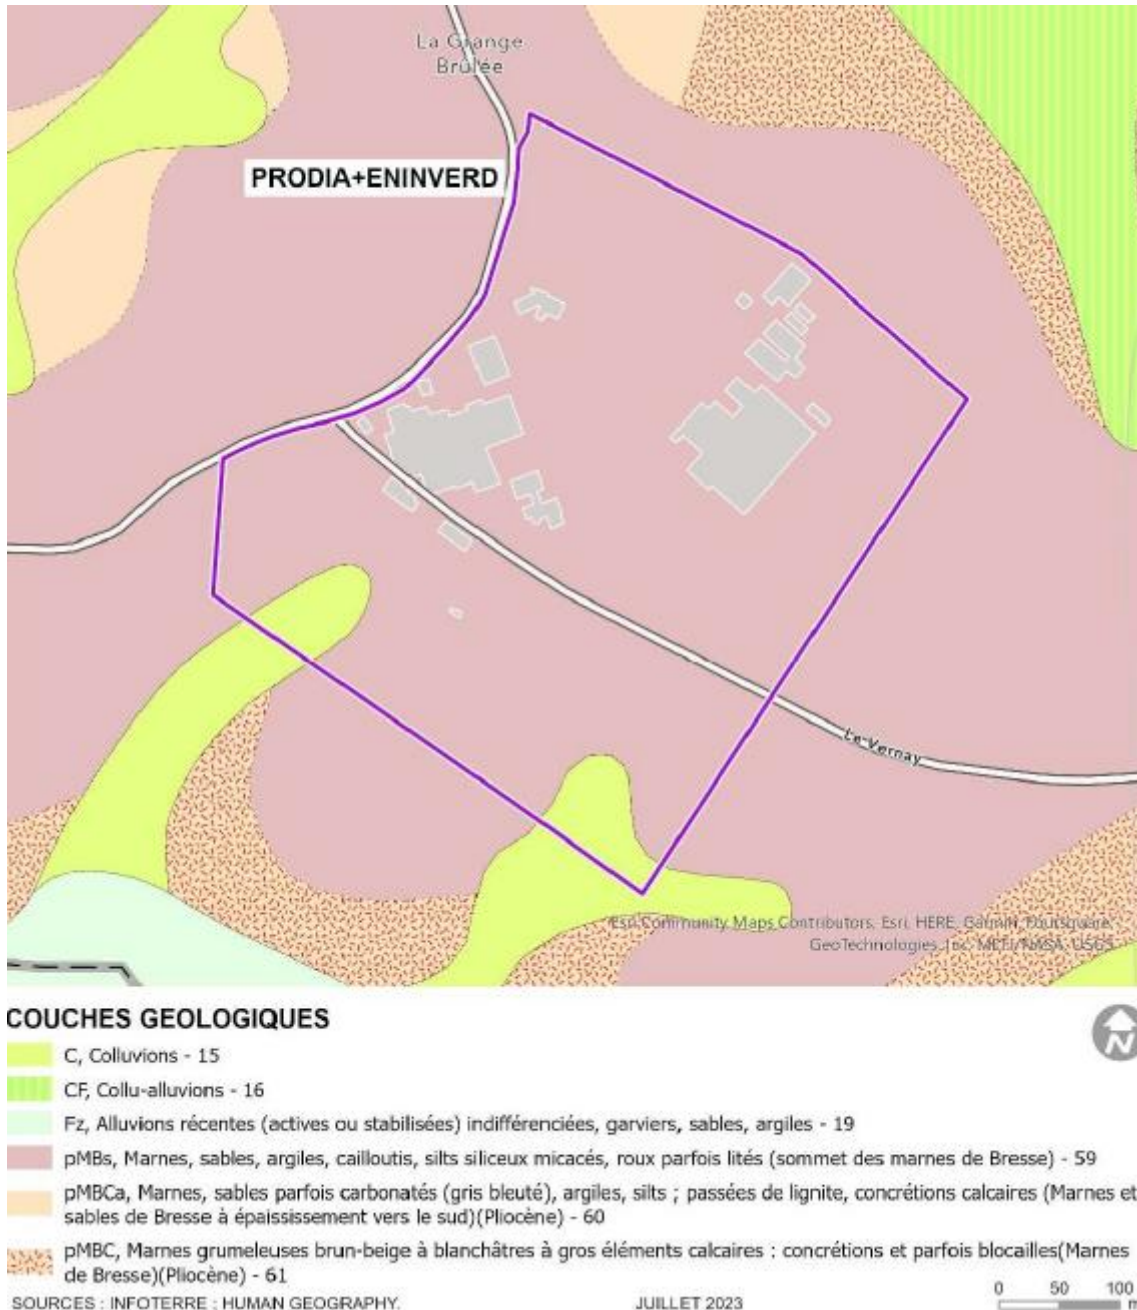 La Grange
Brûlée
PRODIA+ENINVERD
Le Vernay
Esri Community Maps Contributors, Esri, HERE, Garmin, Foursquare,
GeoTechnologies, Inc, METI/NASA, USGS
COUCHES GEOLOGIQUES
N
C, Colluvions - 15
CF, Collu-alluvions - 16
Fz, Alluvions récentes (actives ou stabilisées) indifférenciées, garviers, sables, argiles - 19
pMBs, Marnes, sables, argiles, cailloutis, silts siliceux micacés, roux parfois lités (sommet des marnes de Bresse) - 59
pMBCa, Marnes, sables parfois carbonatés (gris bleuté), argiles, silts ; passées de lignite, concrétions calcaires (Marnes et
sables de Bresse à épaississement vers le sud)(Pliocène) - 60
pMBC, Marnes grumeleuses brun-beige à blanchâtres à gros éléments calcaires : concrétions et parfois blocailles(Marnes
de Bresse)(Pliocène) - 61
0 50 100
SOURCES : INFOTERRE ; HUMAN GEOGRAPHY. JUILLET 2023